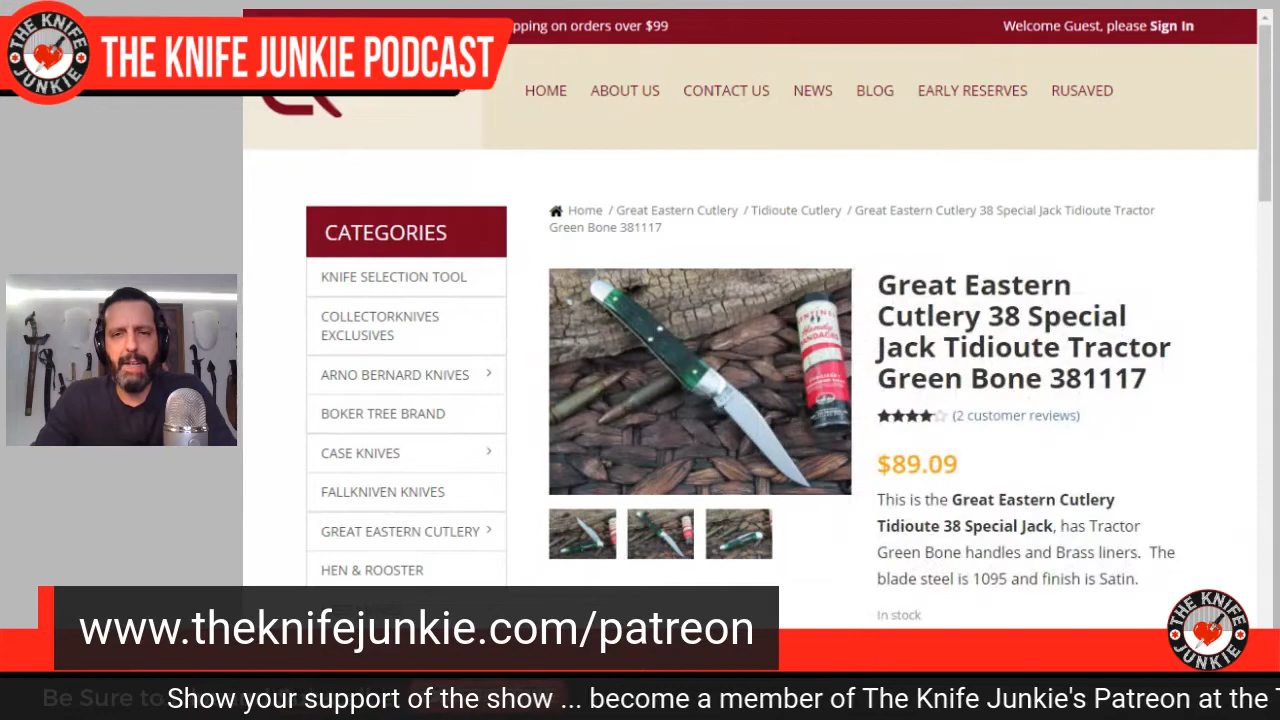 THE KNIFE JUNKIE
THE KNIFE JUNKIE PODCAST
pping on orders over $99
Welcome Guest, please Sign In
HOME ABOUT US CONTACT US NEWS BLOG EARLY RESERVES RUSAVED
CATEGORIES
KNIFE SELECTION TOOL
COLLECTORKNIVES
EXCLUSIVES
ARNO BERNARD KNIVES
BOKER TREE BRAND
CASE KNIVES
FALLKNIVEN KNIVES
GREAT EASTERN CUTLERY
HEN & ROOSTER
Home / Great Eastern Cutlery / Tidioute Cutlery / Great Eastern Cutlery 38 Special Jack Tidioute Tractor
Green Bone 381117
Great Eastern
Cutlery 38 Special
Jack Tidioute Tractor
Green Bone 381117
(2 customer reviews)
$89.09
This is the Great Eastern Cutlery
Tidioute 38 Special Jack, has Tractor
Green Bone handles and Brass liners. The
blade steel is 1095 and finish is Satin.
In stock
www.theknifejunkie.com/patreon
THE KNIFE JUNKIE
Be Sure to
Show your support of the show ... become a member of The Knife Junkie's Patreon at the